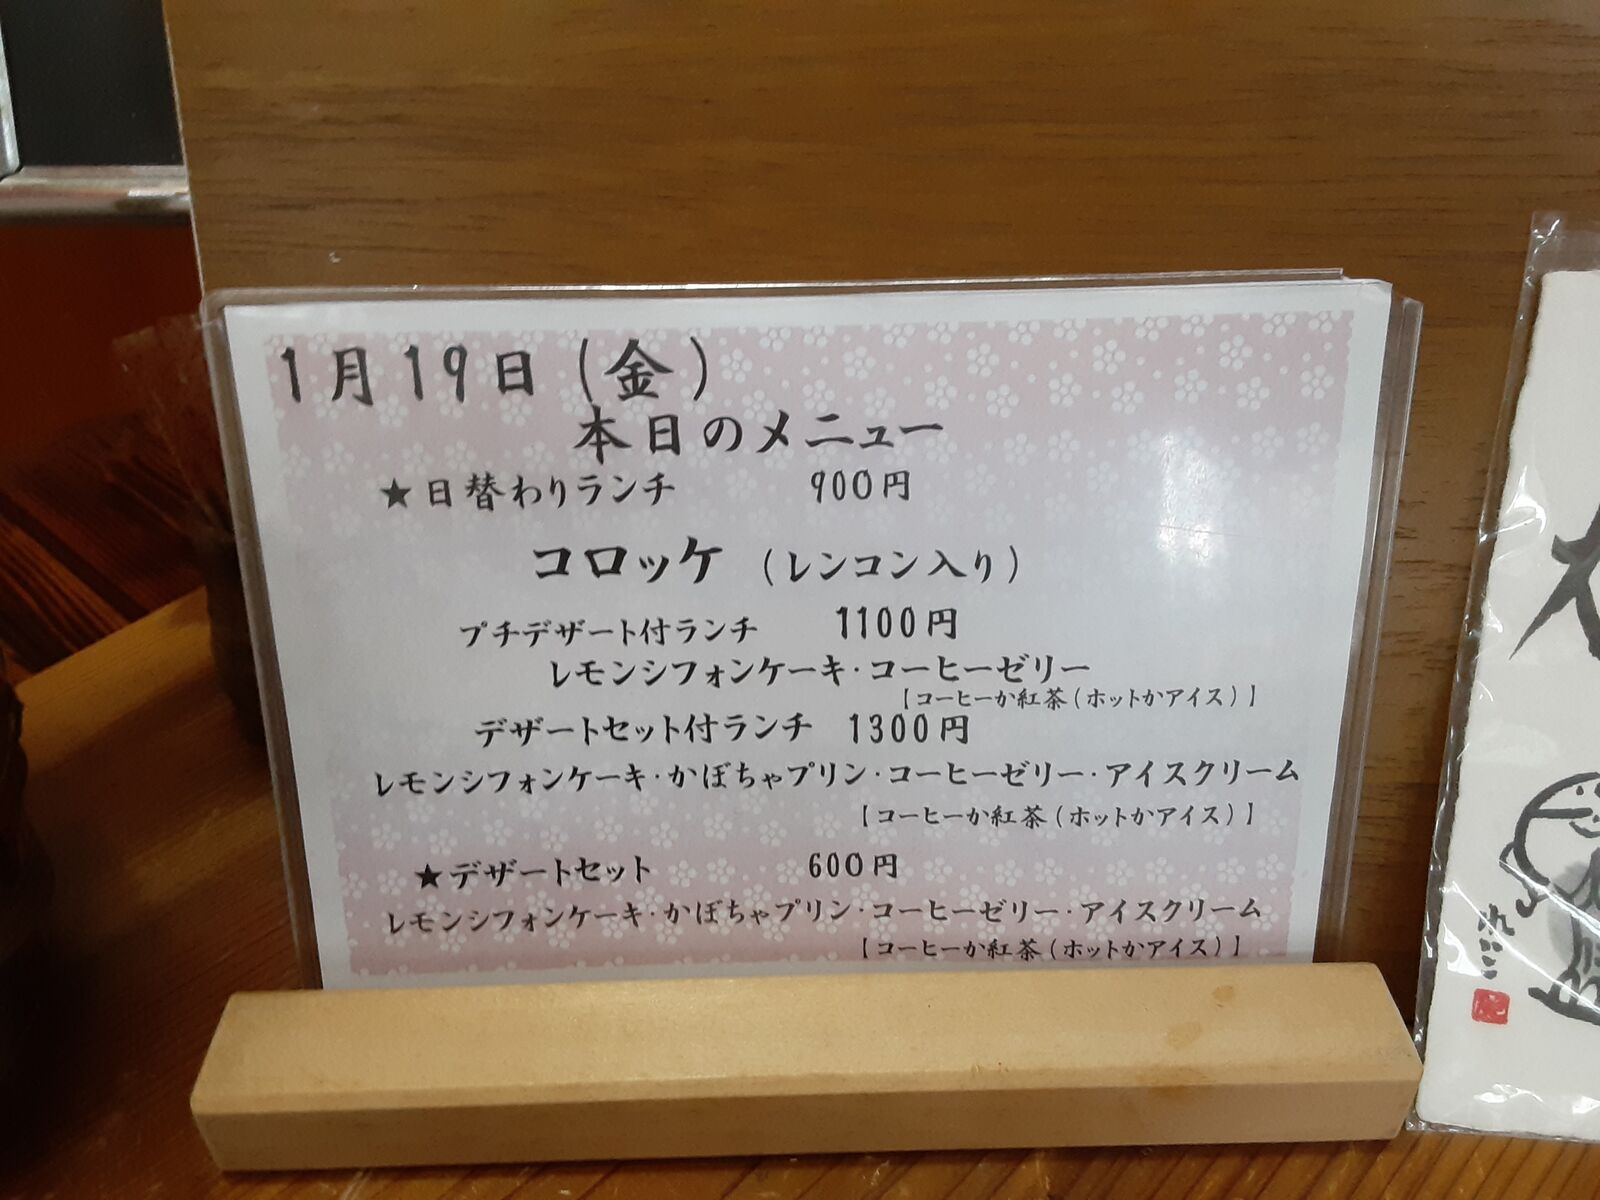 1月19日(金)
本日のメニュー
★日替わりランチ 900円
コロッケ (レンコン入り)
プチデザート付ランチ 1100円
レモンシフォンケーキ・コーヒーゼリー
【コーヒーか紅茶(ホットかアイス)】
デザートセット付ランチ 1300円
レモンシフォンケーキ・かぼちゃプリン・コーヒーゼリー・アイスクリーム
【コーヒーか紅茶(ホットかアイス)】
★デザートセット 600円
レモンシフォンケーキ・かぼちゃプリン・コーヒーゼリー・アイスクリーム
【コーヒーか紅茶(ホットかアイス)】